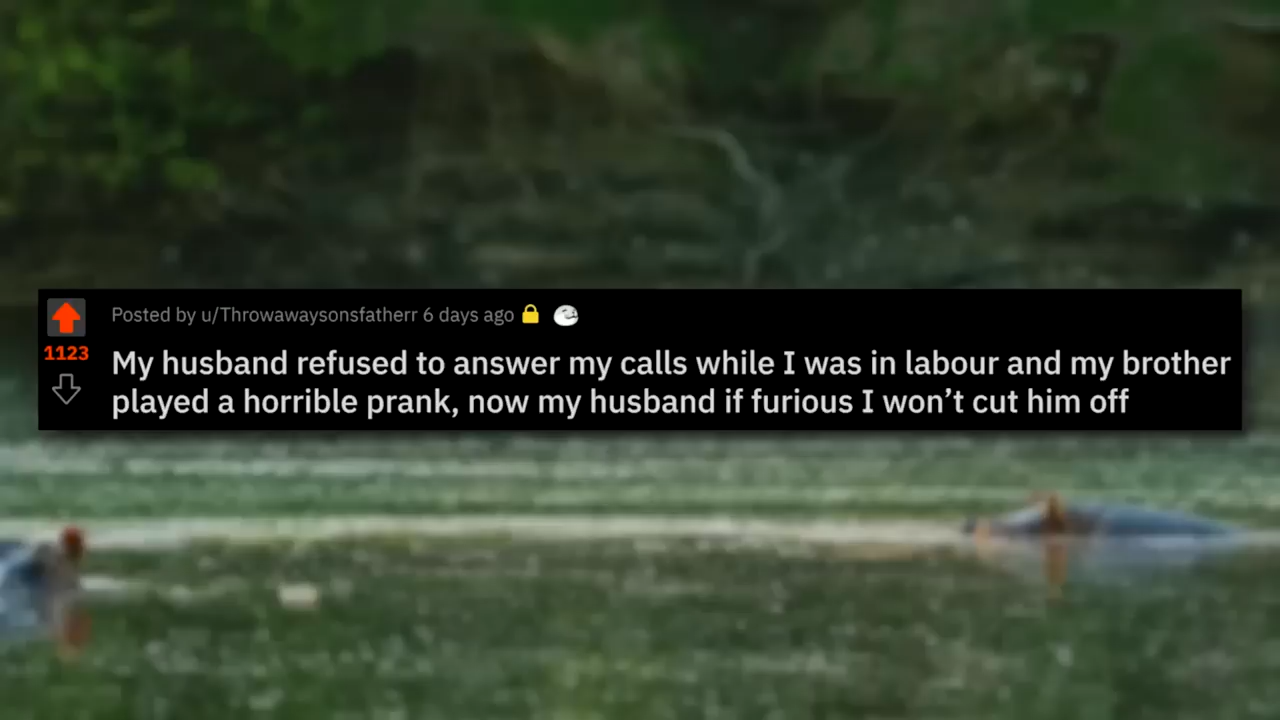 Posted by u/Throwawaysonsfatherr 6 days ago
1123
My husband refused to answer my calls while I was in labour and my brother
played a horrible prank, now my husband if furious I won’t cut him off